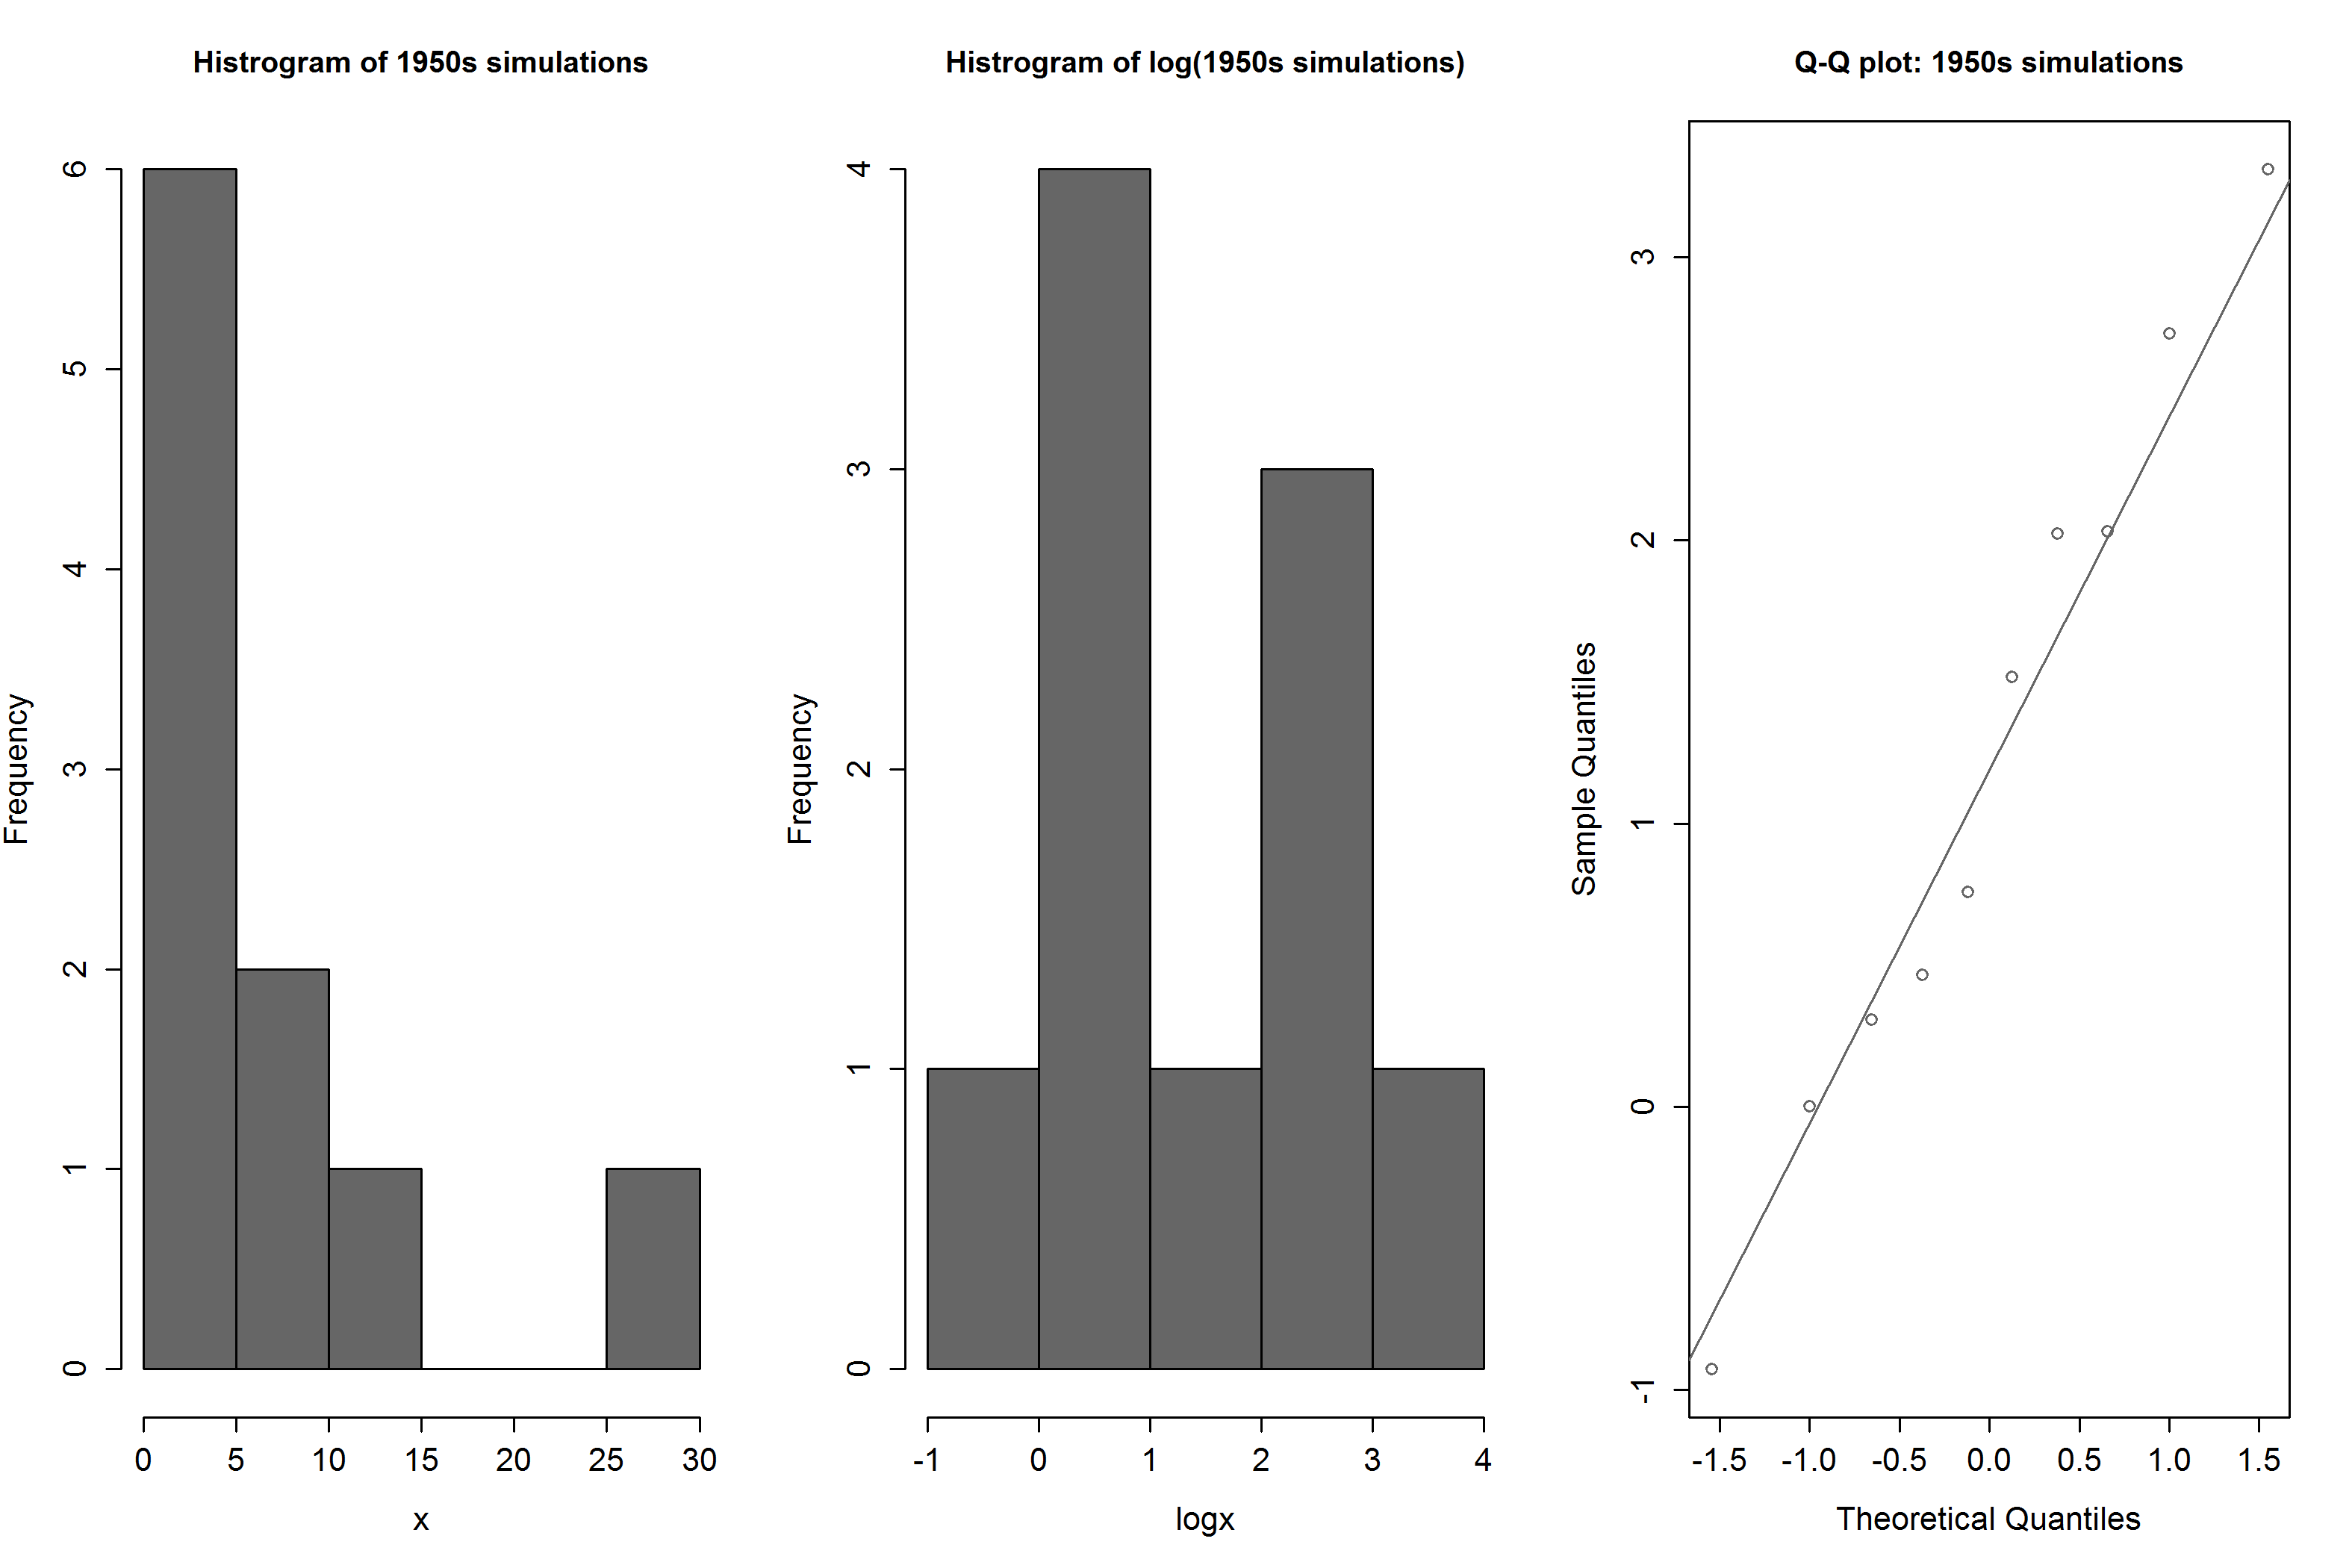 Histrogram of 1950s simulations
Frequency
6
5
4
3
2
1
0
0 5 10 15 20 25 30
x
Histrogram of log(1950s simulations)
Frequency
4
3
2
1
0
-1 0 1 2 3 4
logx
Q-Q plot: 1950s simulations
Sample Quantiles
3
2
1
0
-1
-1.5 -1.0 -0.5 0.0 0.5 1.0 1.5
Theoretical Quantiles